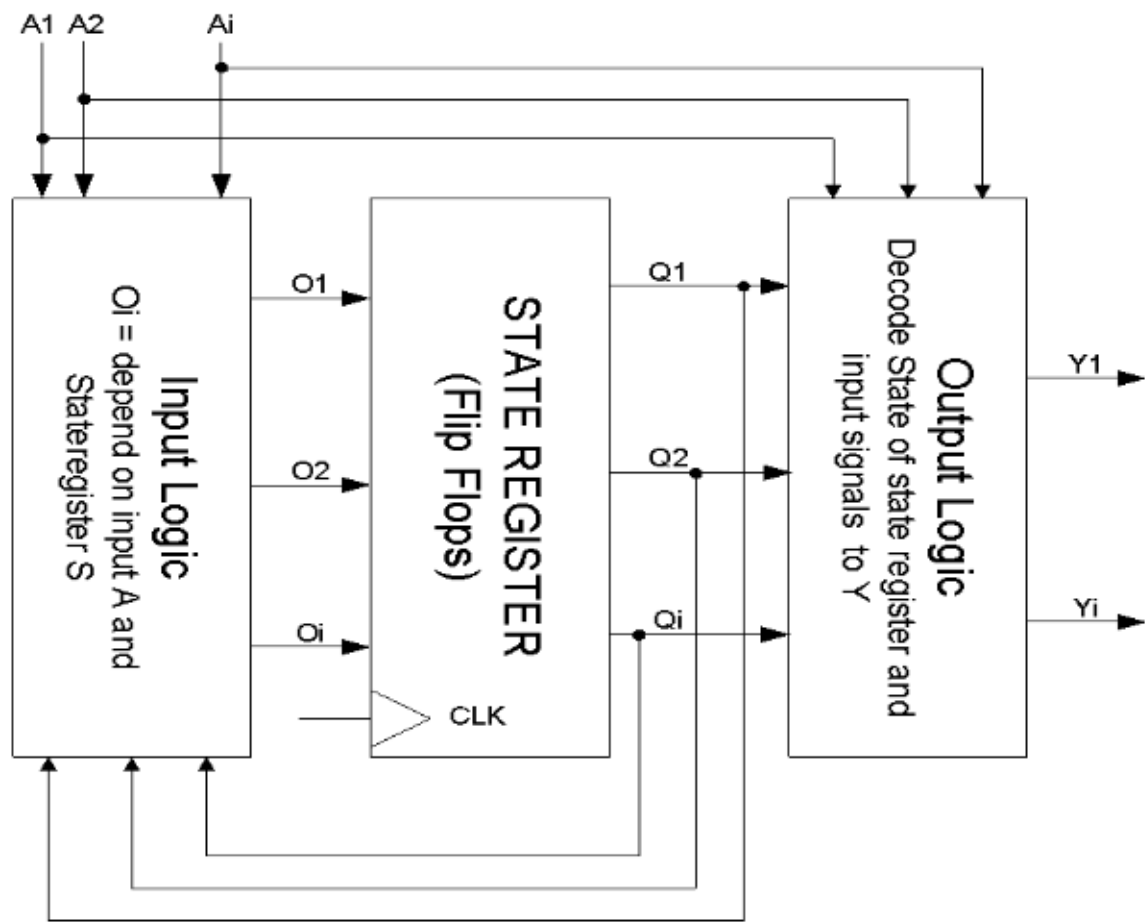 A1
A2
Ai
Input Logic
Oi = depend on input A and
Stateregister S
O1
O2
Oi
STATE REGISTER
(Flip Flops)
CLK
Q1
Q2
Qi
Output Logic
Decode State of state register and
input signals to Y
Y1
Yi